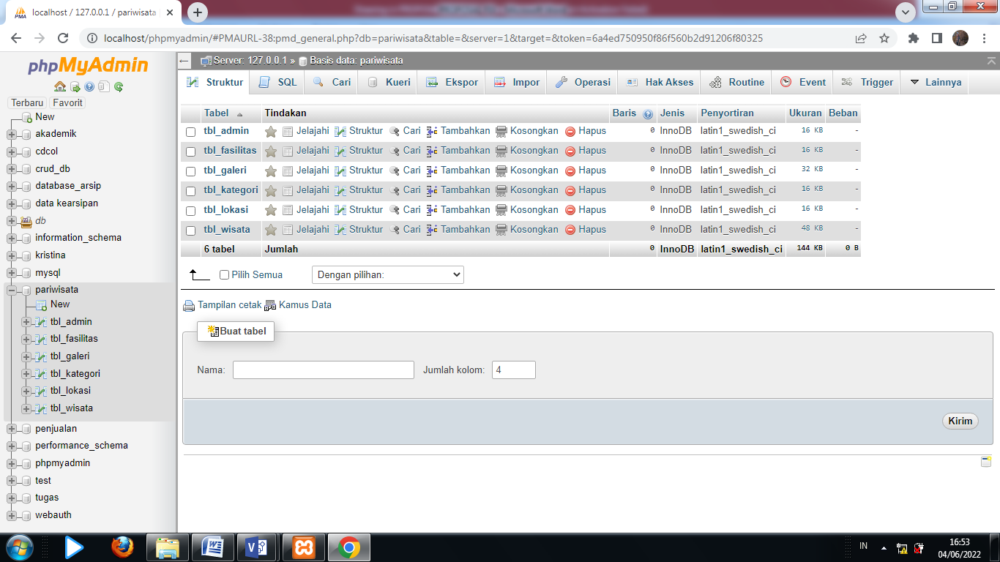 localhost / 127.0.0.1 / pariwisata
localhost/phpmyadmin/#PMAURL-38:pmd_general.php?db=pariwisata&table=&server=1&target=&token=6a4ed750950f86f560b2d91206f80325
phpMyAdmin
Terbaru Favorit
New
akademik
cdcol
crud_db
database_arsip
data kearsipan
db
information_schema
kristina
mysql
pariwisata
New
tbl_admin
tbl_fasilitas
tbl_galeri
tbl_kategori
tbl_lokasi
tbl_wisata
penjualan
performance_schema
phpmyadmin
test
tugas
webauth
Server: 127.0.0.1 » Basis data: pariwisata
Struktur SQL Cari Kueri Ekspor Impor Operasi Hak Akses Routine Event Trigger Lainnya
Tabel Tindakan Baris Jenis Penyortiran Ukuran Beban
tbl_admin Jelajahi Struktur Cari Tambahkan Kosongkan Hapus 0 InnoDB latin1_swedish_ci 16 KB -
tbl_fasilitas Jelajahi Struktur Cari Tambahkan Kosongkan Hapus 0 InnoDB latin1_swedish_ci 16 KB -
tbl_galeri Jelajahi Struktur Cari Tambahkan Kosongkan Hapus 0 InnoDB latin1_swedish_ci 32 KB -
tbl_kategori Jelajahi Struktur Cari Tambahkan Kosongkan Hapus 0 InnoDB latin1_swedish_ci 16 KB -
tbl_lokasi Jelajahi Struktur Cari Tambahkan Kosongkan Hapus 0 InnoDB latin1_swedish_ci 16 KB -
tbl_wisata Jelajahi Struktur Cari Tambahkan Kosongkan Hapus 0 InnoDB latin1_swedish_ci 48 KB -
6 tabel Jumlah 0 InnoDB latin1_swedish_ci 144 KB 0 B
Pilih Semua Dengan pilihan:
Tampilan cetak Kamus Data
Buat tabel
Nama: Jumlah kolom: 4
Kirim
IN
16:53
04/06/2022